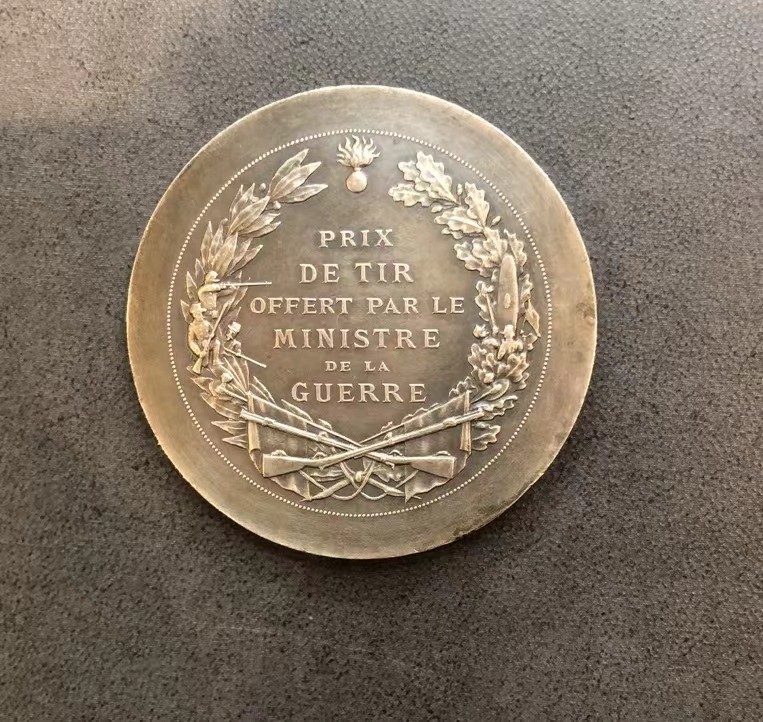 PRIX
DE TIR
OFFERT PAR LE
MINISTRE
DE LA
GUERRE